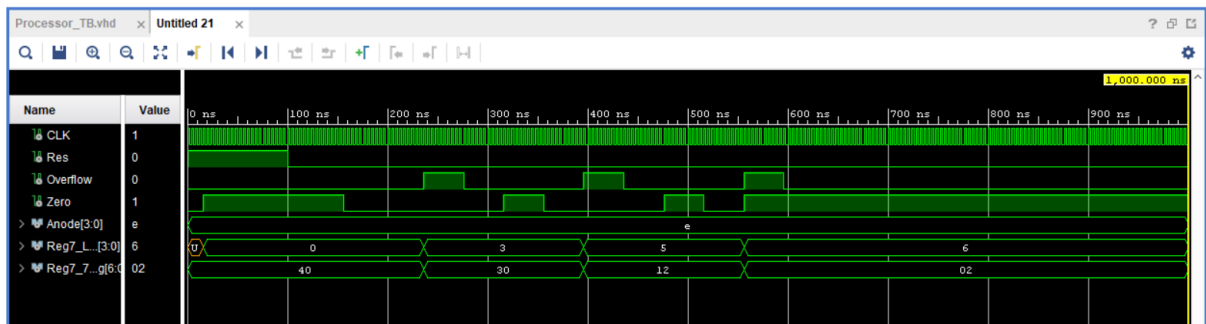 Processor_TB.vhd × Untitled 21 × ?
1,000.000 ns
Name Value 0 ns 100 ns 200 ns 300 ns 400 ns 500 ns 600 ns 700 ns 800 ns 900 ns
CLK 1
Res 0
Overflow 0
Zero 1
> Anode[3:0] e e
> Reg7_L...[3:0] 6 U 0 3 5 6
> Reg7_7...g[6:0 02 40 30 12 02